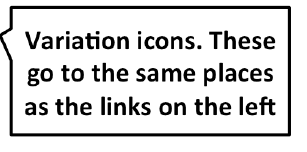 Variation icons. These
go to the same places
as the links on the left